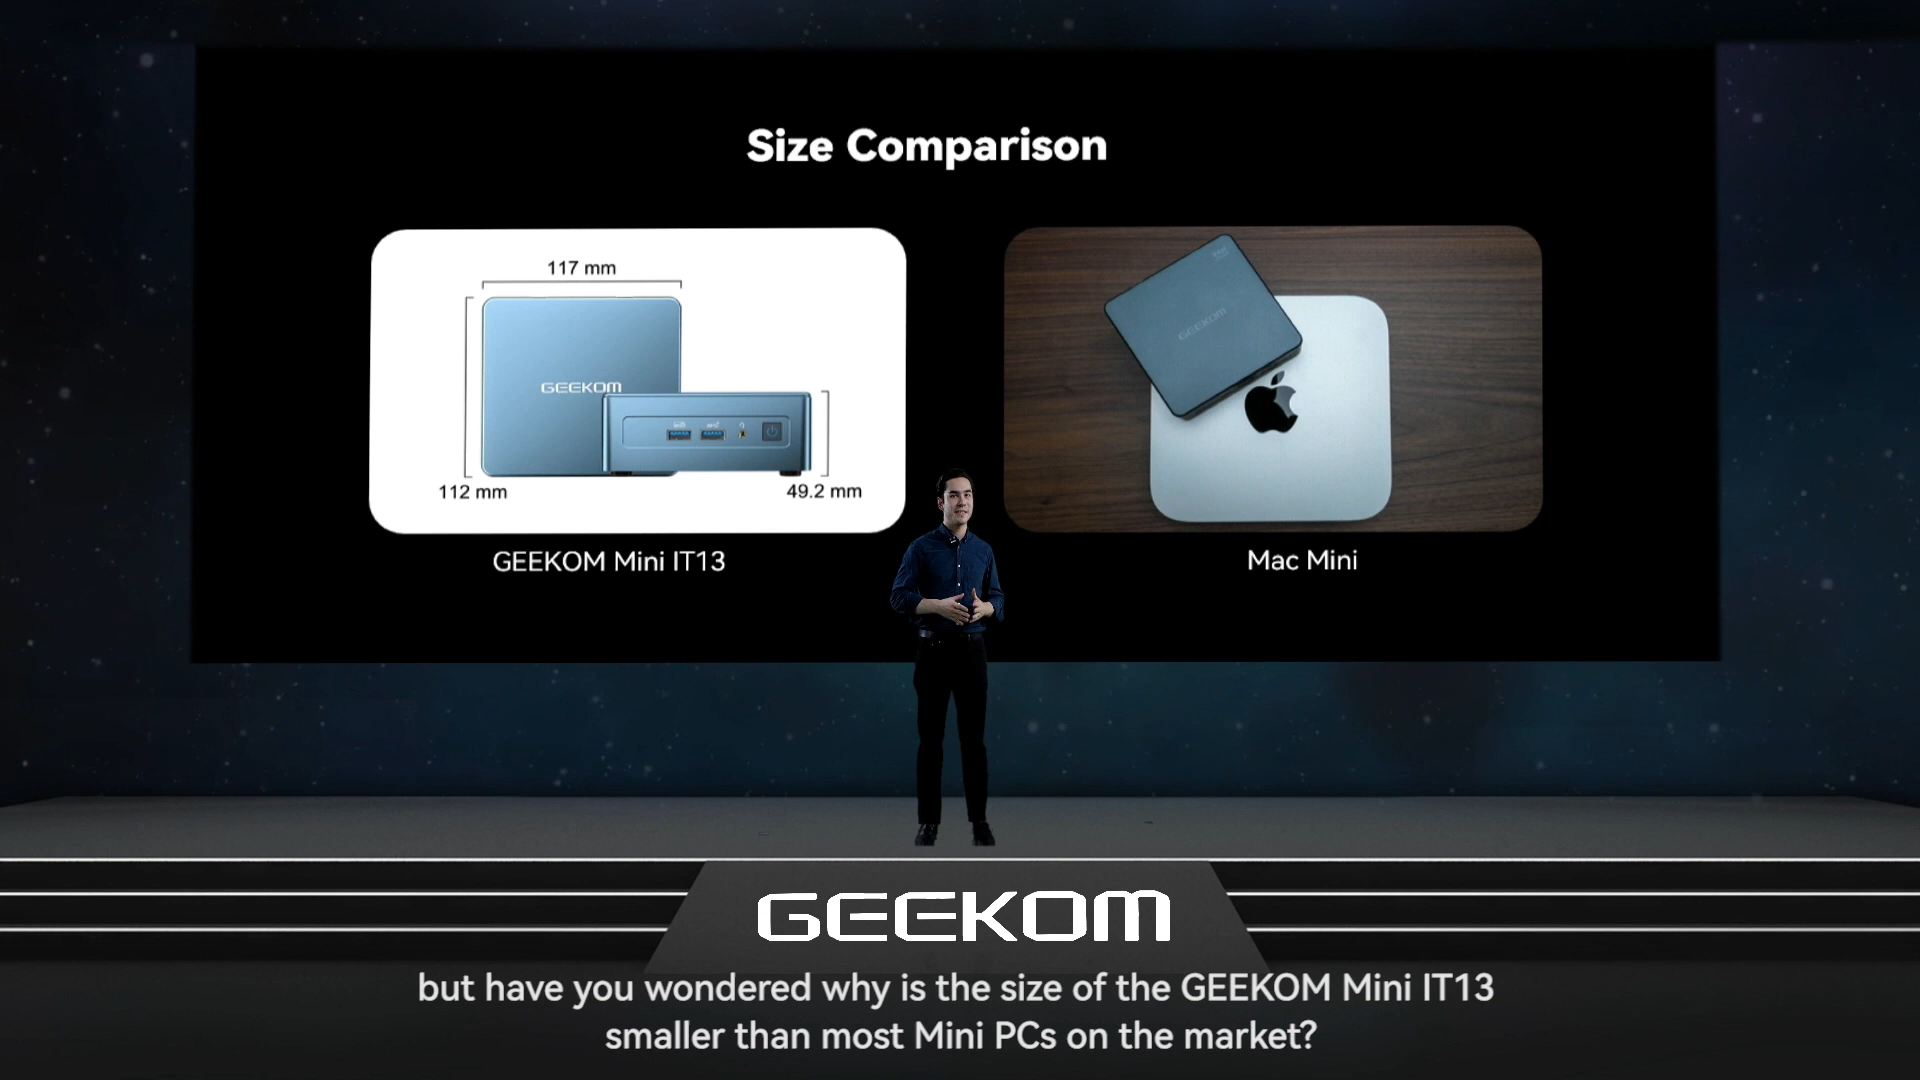 Size Comparison
117 mm
GEEKOM
112 mm
49.2 mm
GEEKOM Mini IT13
GEEKOM
Mac Mini
GEEKOM
but have you wondered why is the size of the GEEKOM Mini IT13
smaller than most Mini PCs on the market?